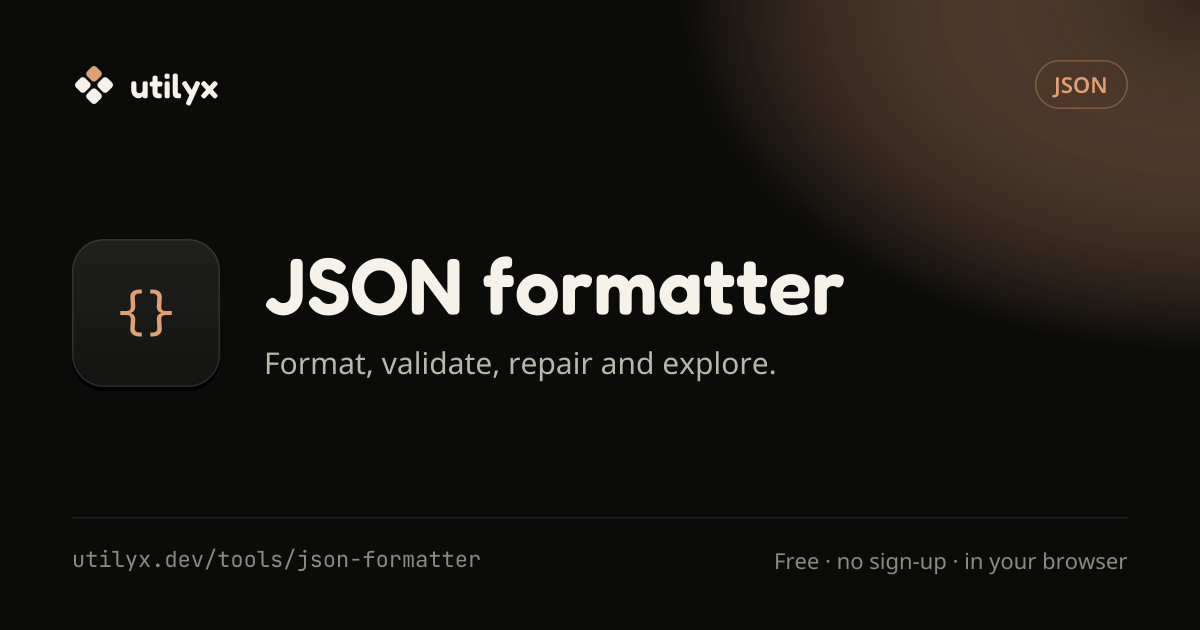 utilyx
JSON
{}
JSON formatter
Format, validate, repair and explore.
utilyx.dev/tools/json-formatter
Free · no sign-up · in your browser